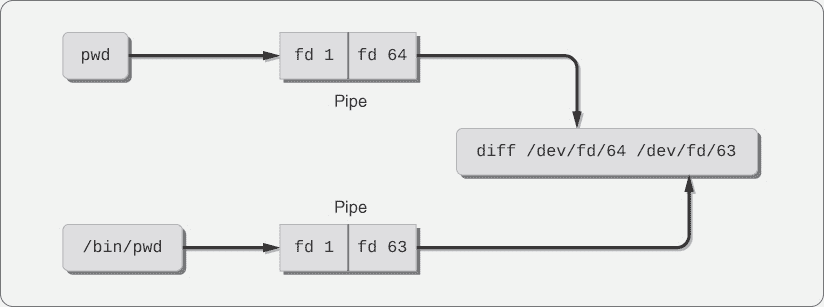 pwd
fd 1
fd 64
Pipe
diff /dev/fd/64 /dev/fd/63
Pipe
/bin/pwd
fd 1
fd 63